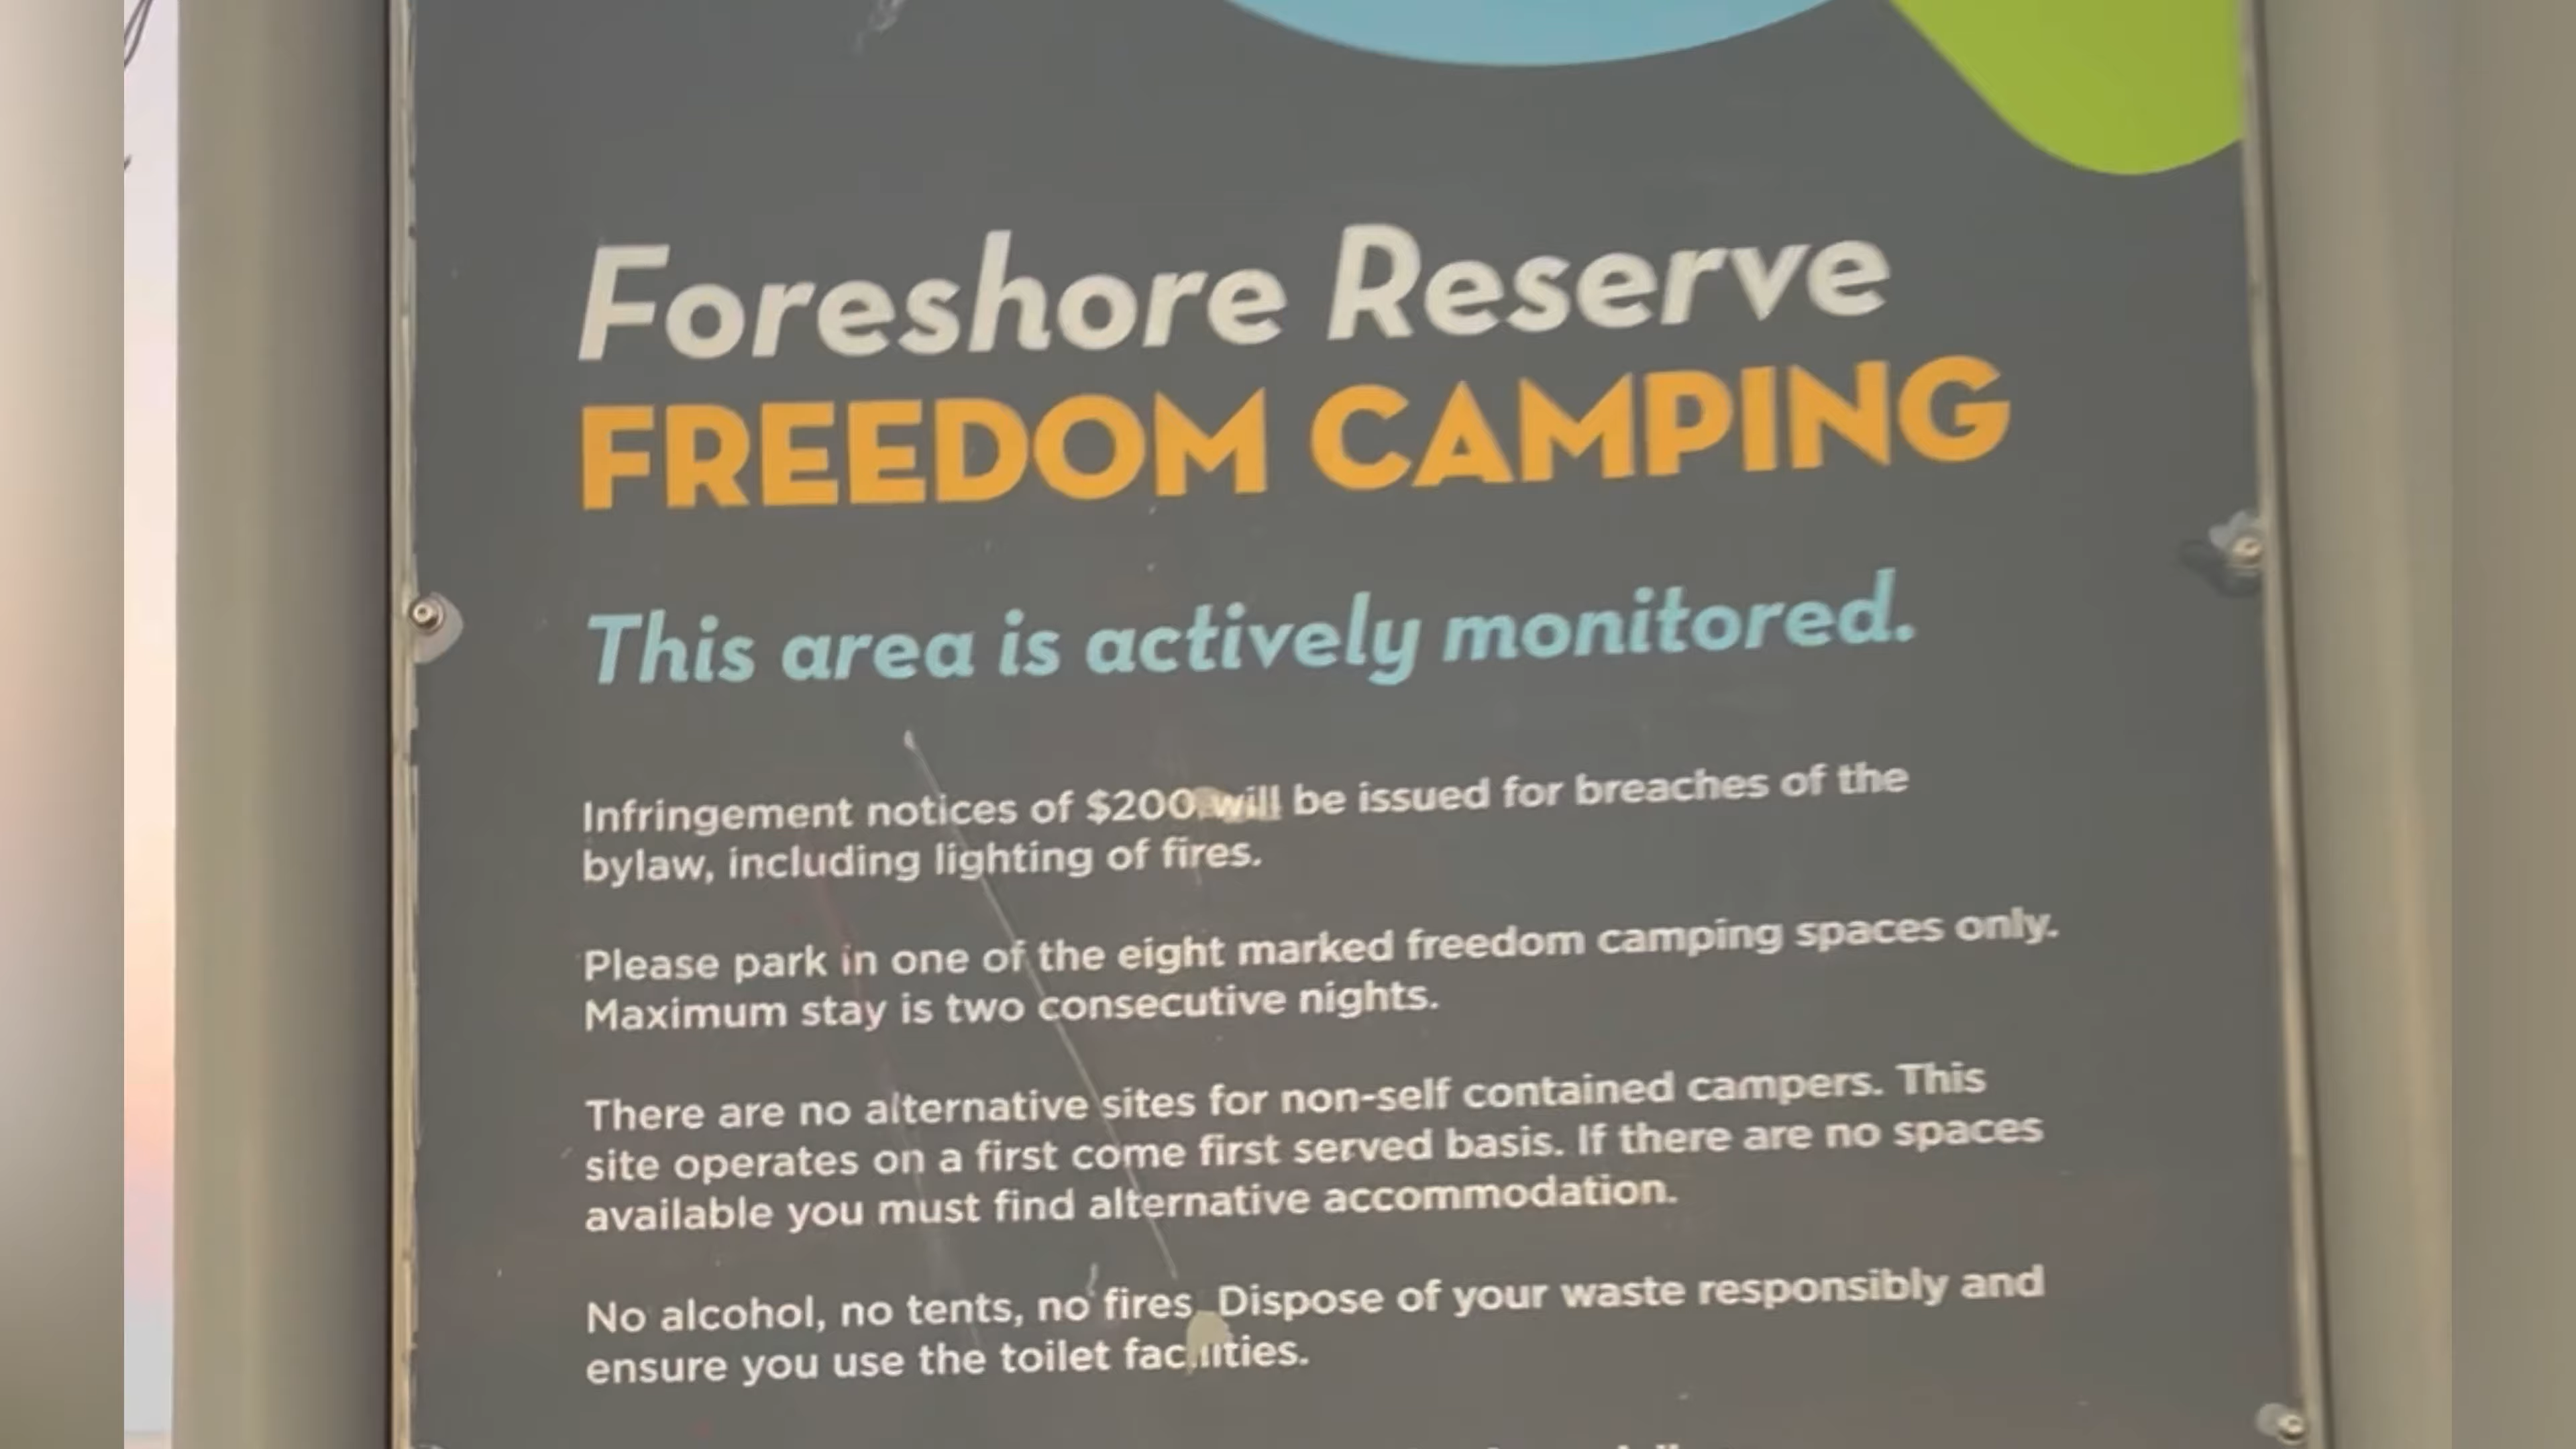 Foreshore Reserve
FREEDOM CAMPING
This area is actively monitored.
Infringement notices of $200 will be issued for breaches of the
bylaw, including lighting of fires.
Please park in one of the eight marked freedom camping spaces only.
Maximum stay is two consecutive nights.
There are no alternative sites for non-self contained campers. This
site operates on a first come first served basis. If there are no spaces
available you must find alternative accommodation.
No alcohol, no tents, no fires. Dispose of your waste responsibly and
ensure you use the toilet facilities.